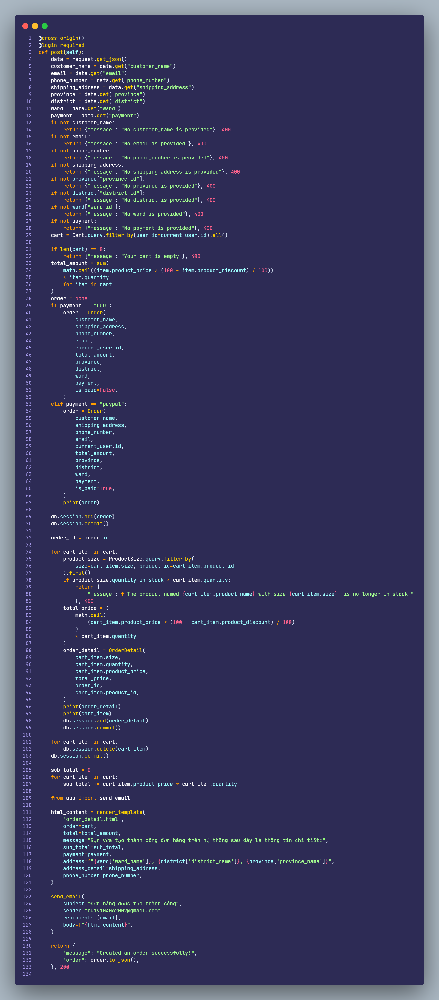 1 @cross_origin()
2 @login_required
3 def post(self):
4     data = request.get_json()
5     customer_name = data.get("customer_name")
6     email = data.get("email")
7     phone_number = data.get("phone_number")
8     shipping_address = data.get("shipping_address")
9     province = data.get("province")
10     district = data.get("district")
11     ward = data.get("ward")
12     payment = data.get("payment")
13     if not customer_name:
14         return {"message": "No customer_name is provided"}, 400
15     if not email:
16         return {"message": "No email is provided"}, 400
17     if not phone_number:
18         return {"message": "No phone_number is provided"}, 400
19     if not shipping_address:
20         return {"message": "No shipping_address is provided"}, 400
21     if not province["province_id"]:
22         return {"message": "No province is provided"}, 400
23     if not district["district_id"]:
24         return {"message": "No district is provided"}, 400
25     if not ward["ward_id"]:
26         return {"message": "No ward is provided"}, 400
27     if not payment:
28         return {"message": "No payment is provided"}, 400
29     cart = Cart.query.filter_by(user_id=current_user.id).all()
30
31     if len(cart) == 0:
32         return {"message": "Your cart is empty"}, 400
33     total_amount = sum(
34         math.ceil((item.product_price * (100 - item.product_discount) / 100))
35         * item.quantity
36         for item in cart
37     )
38     order = None
39     if payment == "COD":
40         order = Order(
41             customer_name,
42             shipping_address,
43             phone_number,
44             email,
45             current_user.id,
46             total_amount,
47             province,
48             district,
49             ward,
50             payment,
51             is_paid=False,
52         )
53     elif payment == "paypal":
54         order = Order(
55             customer_name,
56             shipping_address,
57             phone_number,
58             email,
59             current_user.id,
60             total_amount,
61             province,
62             district,
63             ward,
64             payment,
65             is_paid=True,
66         )
67         print(order)
68
69     db.session.add(order)
70     db.session.commit()
71
72     order_id = order.id
73
74     for cart_item in cart:
75         product_size = ProductSize.query.filter_by(
76             size=cart_item.size, product_id=cart_item.product_id
77         ).first()
78         if product_size.quantity_in_stock < cart_item.quantity:
79             return {
80                 "message": f"The product named {cart_item.product_name} with size {cart_item.size}  is no longer in stock`"
81             }, 400
82         total_price = (
83             math.ceil(
84                 (cart_item.product_price * (100 - cart_item.product_discount) / 100)
85             )
86             * cart_item.quantity
87         )
88         order_detail = OrderDetail(
89             cart_item.size,
90             cart_item.quantity,
91             cart_item.product_price,
92             total_price,
93             order_id,
94             cart_item.product_id,
95         )
96         print(order_detail)
97         print(cart_item)
98         db.session.add(order_detail)
99         db.session.commit()
100
101     for cart_item in cart:
102         db.session.delete(cart_item)
103     db.session.commit()
104
105     sub_total = 0
106     for cart_item in cart:
107         sub_total += cart_item.product_price * cart_item.quantity
108
109     from app import send_email
110
111     html_content = render_template(
112         "order_detail.html",
113         order=cart,
114         total=total_amount,
115         message="Bạn vừa tạo thành công đơn hàng trên hệ thống sau đây là thông tin chi tiết:",
116         sub_total=sub_total,
117         payment=payment,
118         address=f"{ward['ward_name']}, {district['district_name']}, {province['province_name']}",
119         address_detail=shipping_address,
120         phone_number=phone_number,
121     )
122
123     send_email(
124         subject="Đơn hàng được tạo thành công",
125         sender="buivi04062002@gmail.com",
126         recipients=[email],
127         body=f"{html_content}",
128     )
129
130     return {
131         "message": "Created an order successfully!",
132         "order": order.to_json(),
133     }, 200
134